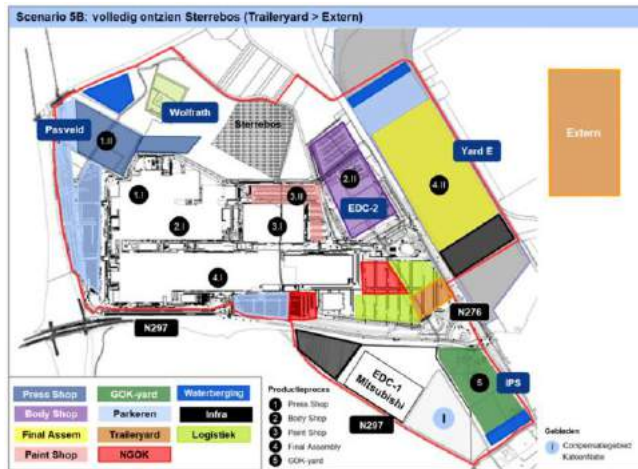 Scenario 5B: volledig ontzien Sterrebos (Traileryard > Extern)
Wolfrath
Pasveld
Sterrebos
Extern
1.II
Yard E
2.II
4.II
EDC-2
1.I
3.II
2.I
3.I
4.I
N297
N276
EDC-1
Mitsubishi
5
IPS
N297
I
Press Shop
GOK-yard
Waterberging
Body Shop
Parkeren
Infra
Final Assem
Traileryard
Logistiek
Paint Shop
NGOK
Productieproces
1 Press Shop
2 Body Shop
3 Paint Shop
4 Final Assembly
5 GOK-yard
Gebieden
I Compensatiegebied